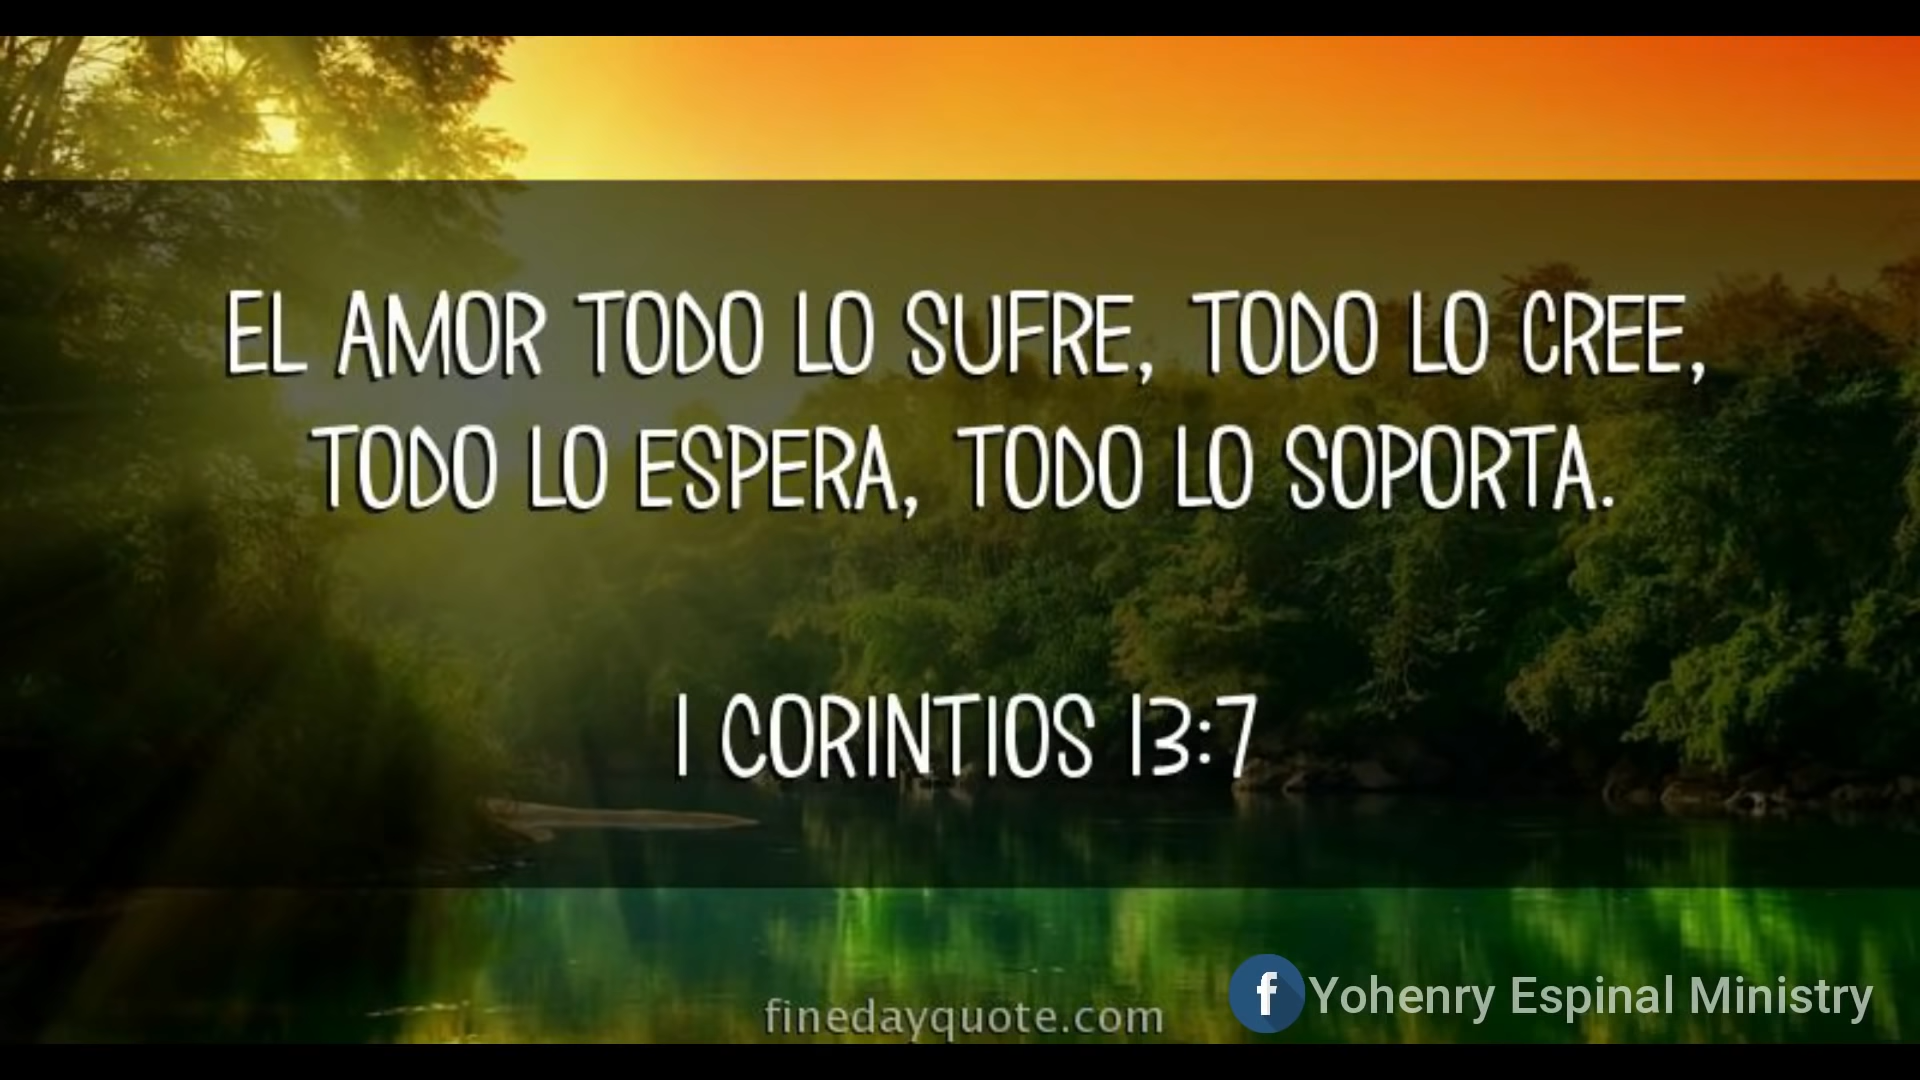 EL AMOR TODO LO SUFRE, TODO LO CREE,
TODO LO ESPERA, TODO LO SOPORTA.
1 CORINTIOS 13:7
finedayquote.com
f Yohenry Espinal Ministry